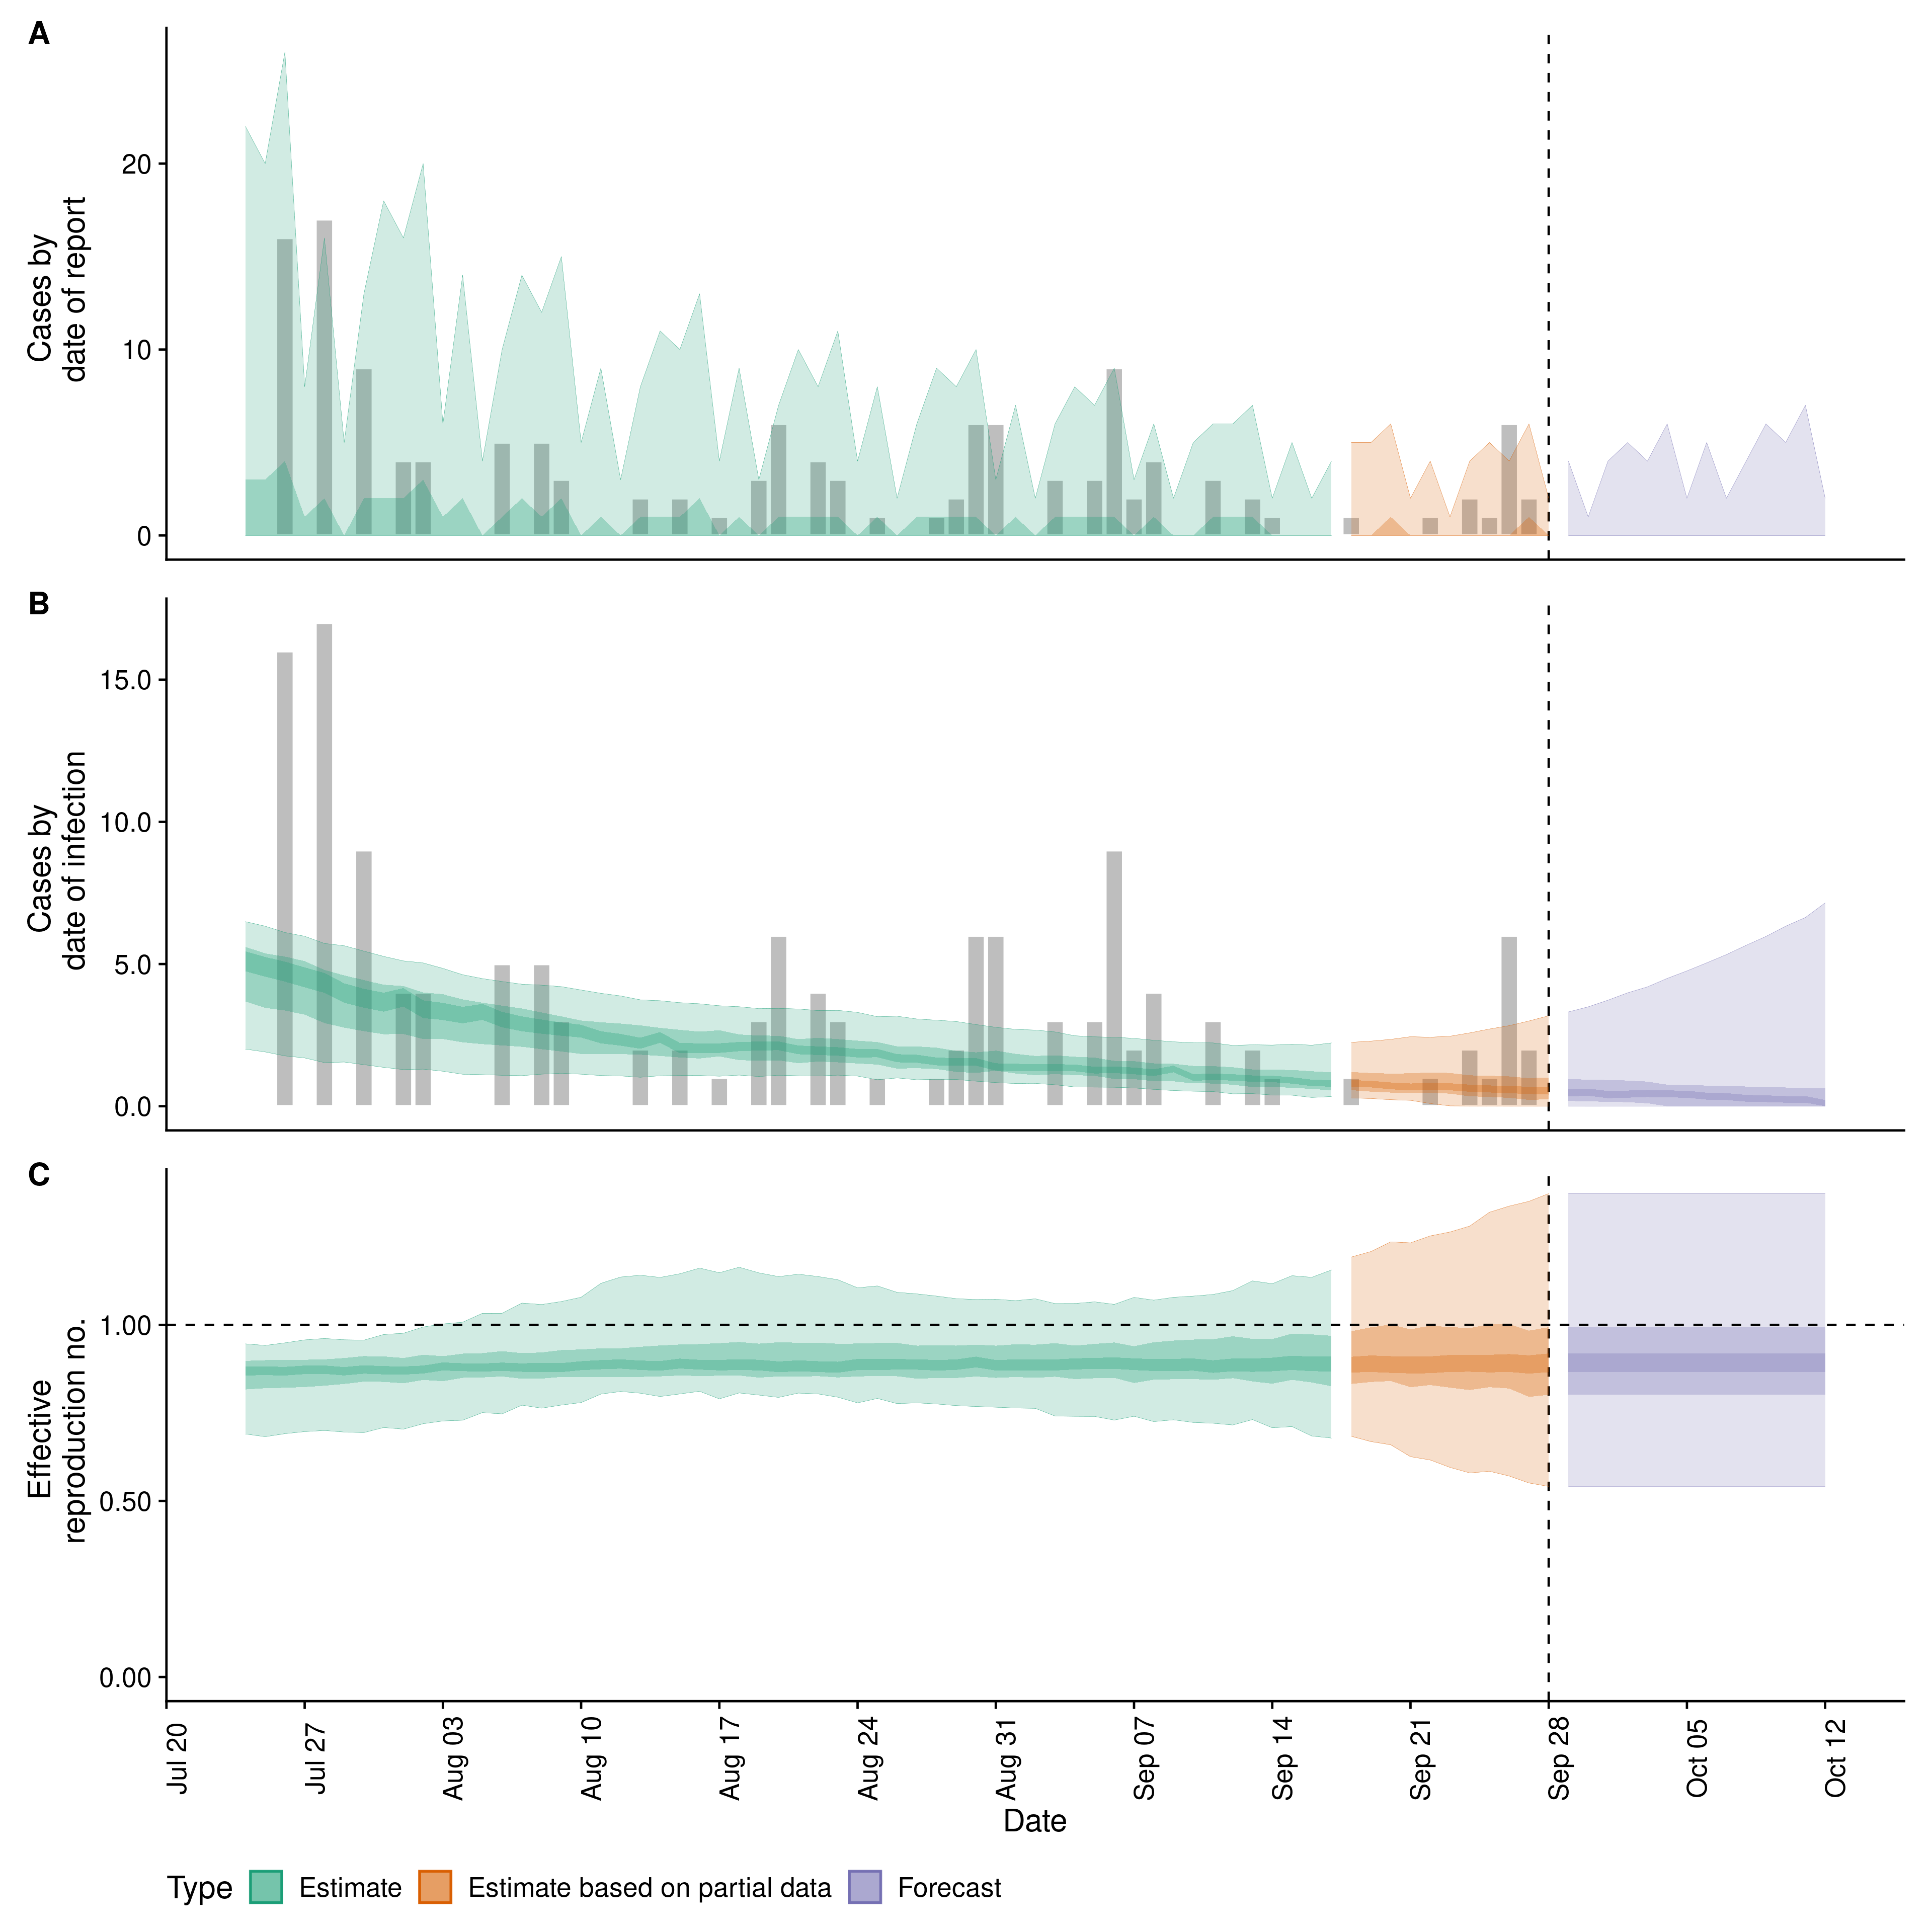 A
Cases by
date of report
20
10
0
B
Cases by
date of infection
15.0
10.0
5.0
0.0
C
Effective
reproduction no.
1.00
0.50
0.00
Jul 20
Jul 27
Aug 03
Aug 10
Aug 17
Aug 24
Aug 31
Sep 07
Sep 14
Sep 21
Sep 28
Oct 05
Oct 12
Date
Type Estimate Estimate based on partial data Forecast